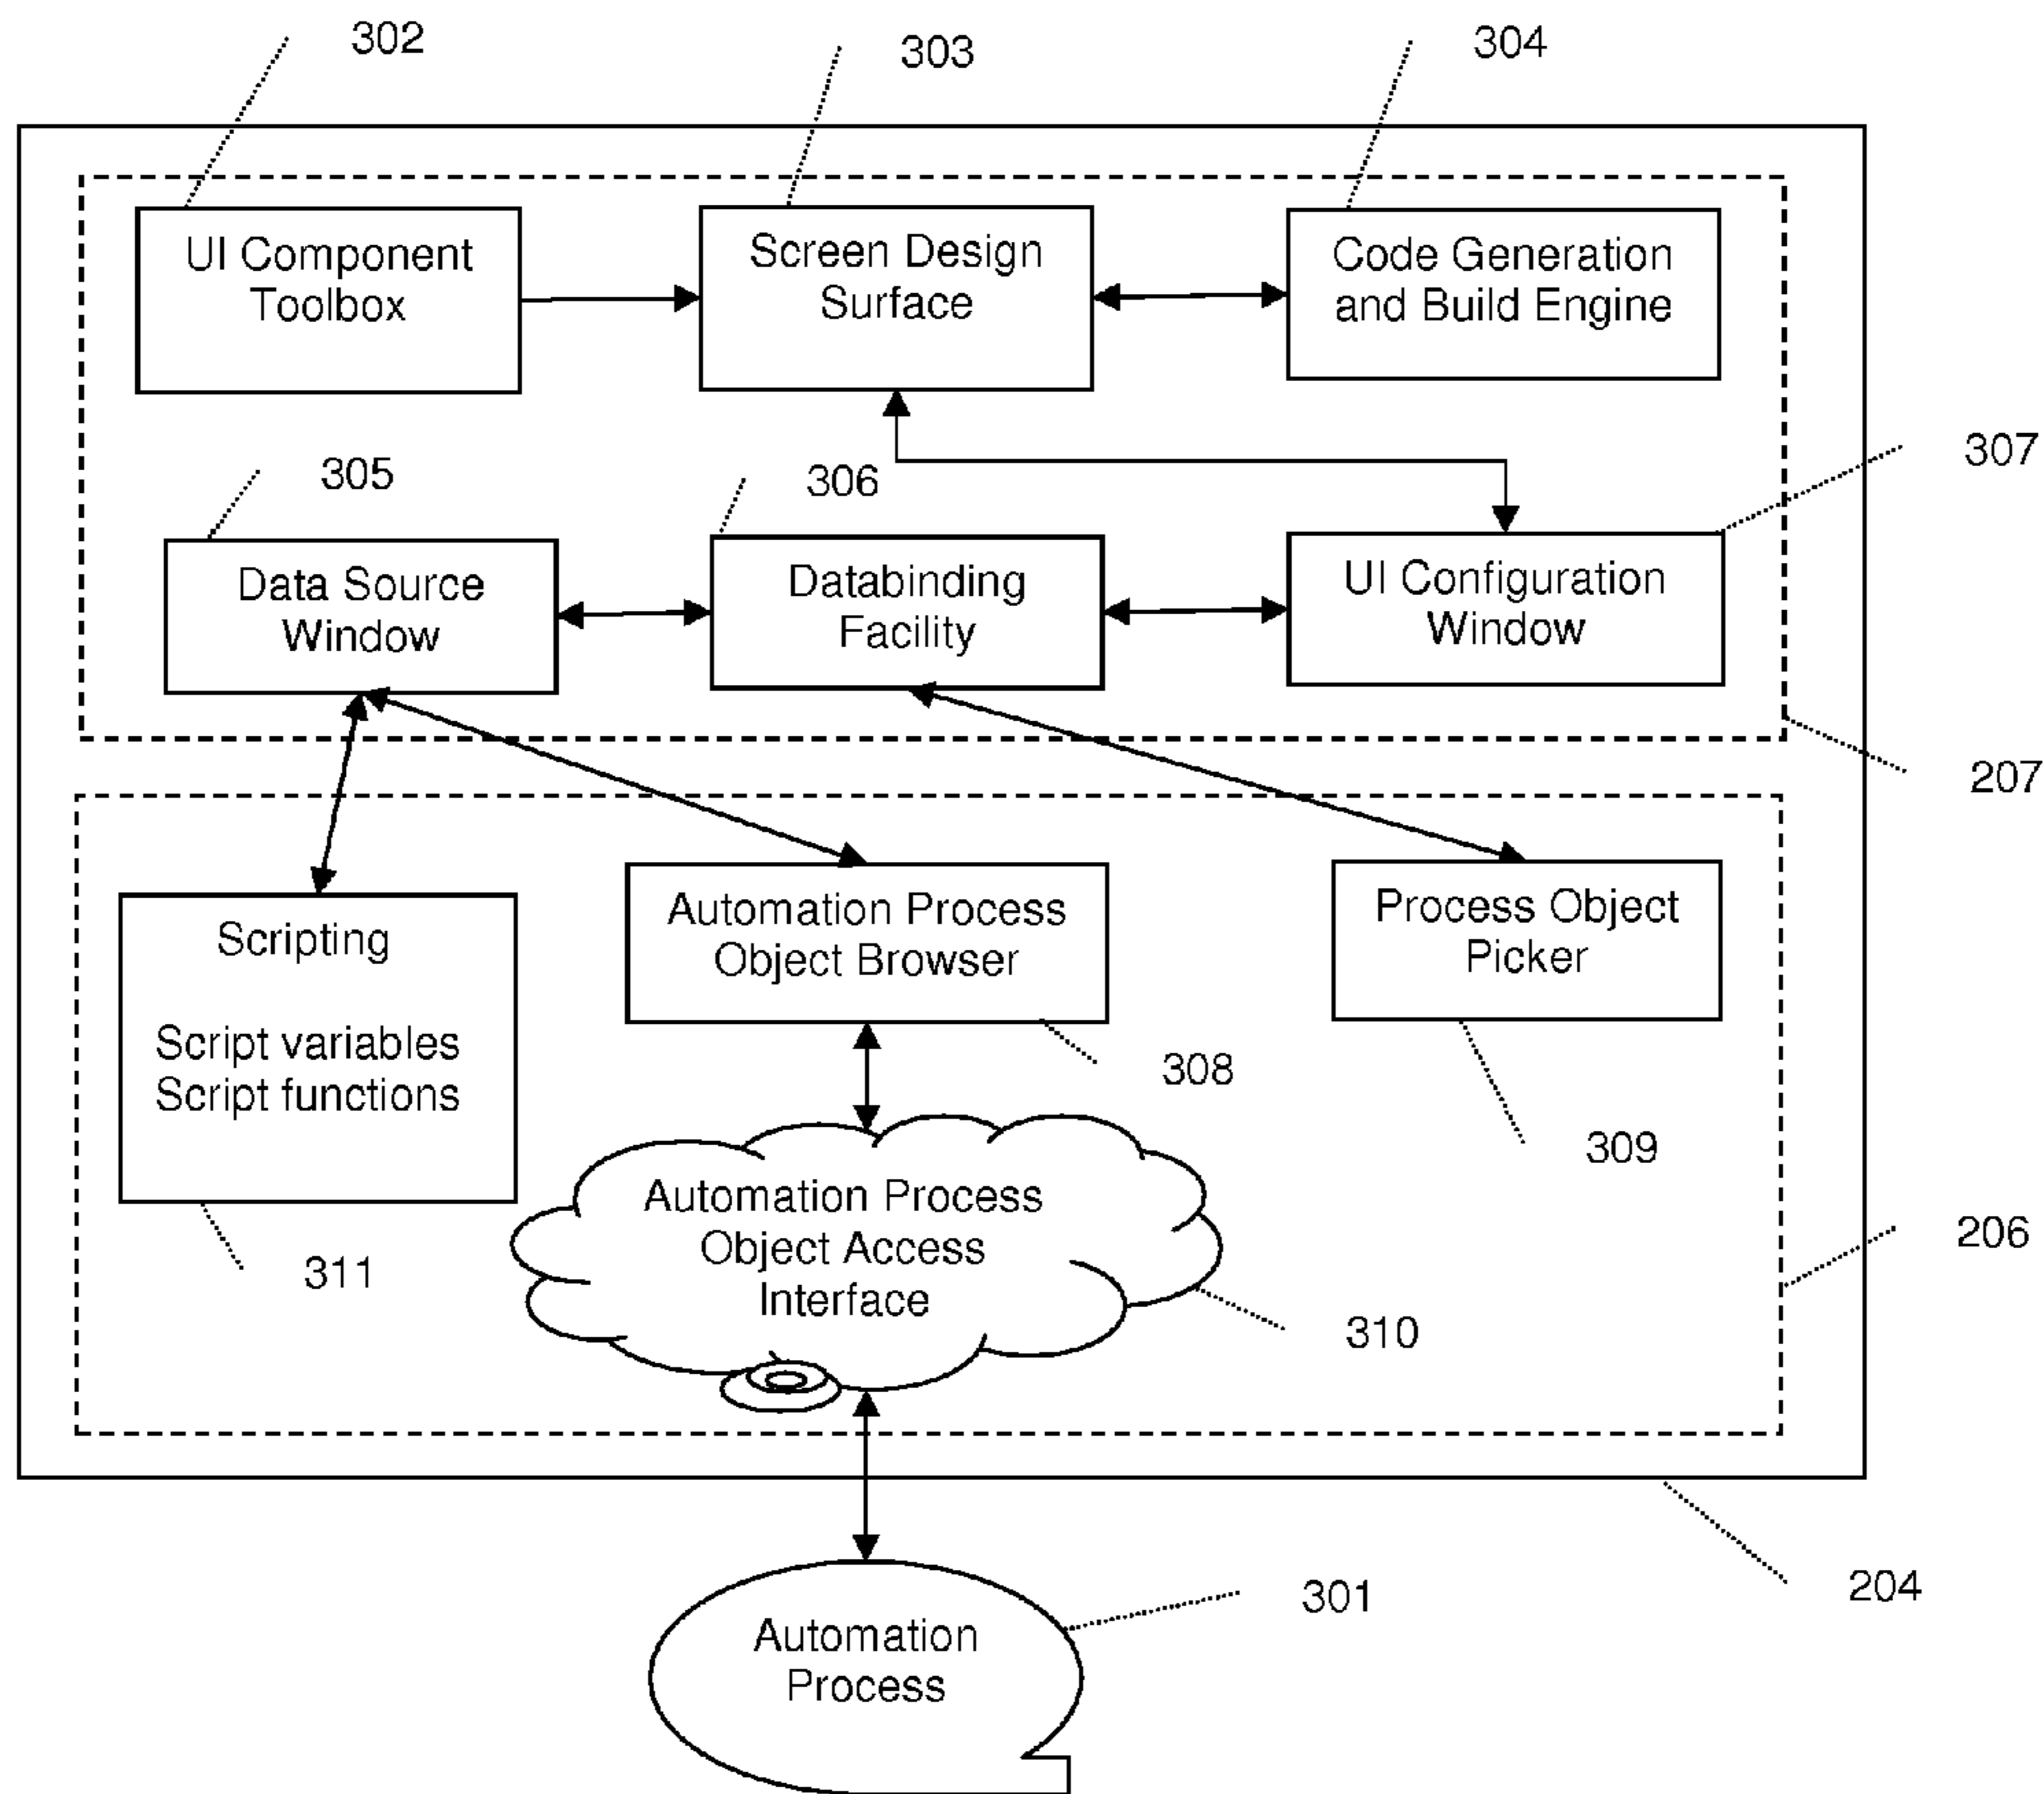 302
303
304
UI Component
Toolbox
Screen Design
Surface
Code Generation
and Build Engine
305
306
307
Data Source
Window
Databinding
Facility
UI Configuration
Window
207
Scripting
Script variables
Script functions
Automation Process
Object Browser
Process Object
Picker
308
309
311
Automation Process
Object Access
Interface
206
310
204
301
Automation
Process